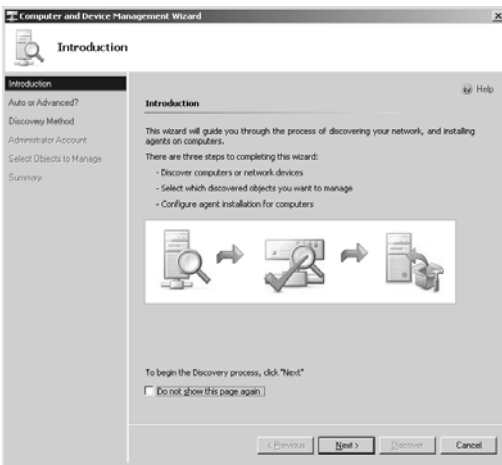 Computer and Device Management Wizard
Introduction
Introduction
Auto or Advanced?
Discovery Method
Administrator Account
Select Objects to Manage
Summary
Help
Introduction
This wizard will guide you through the process of discovering your network, and installing
agents on computers.
There are three steps to completing this wizard:
- Discover computers or network devices
- Select which discovered objects you want to manage
- Configure agent installation for computers
To begin the Discovery process, click "Next"
Do not show this page again
< Previous
Next >
Discover
Cancel